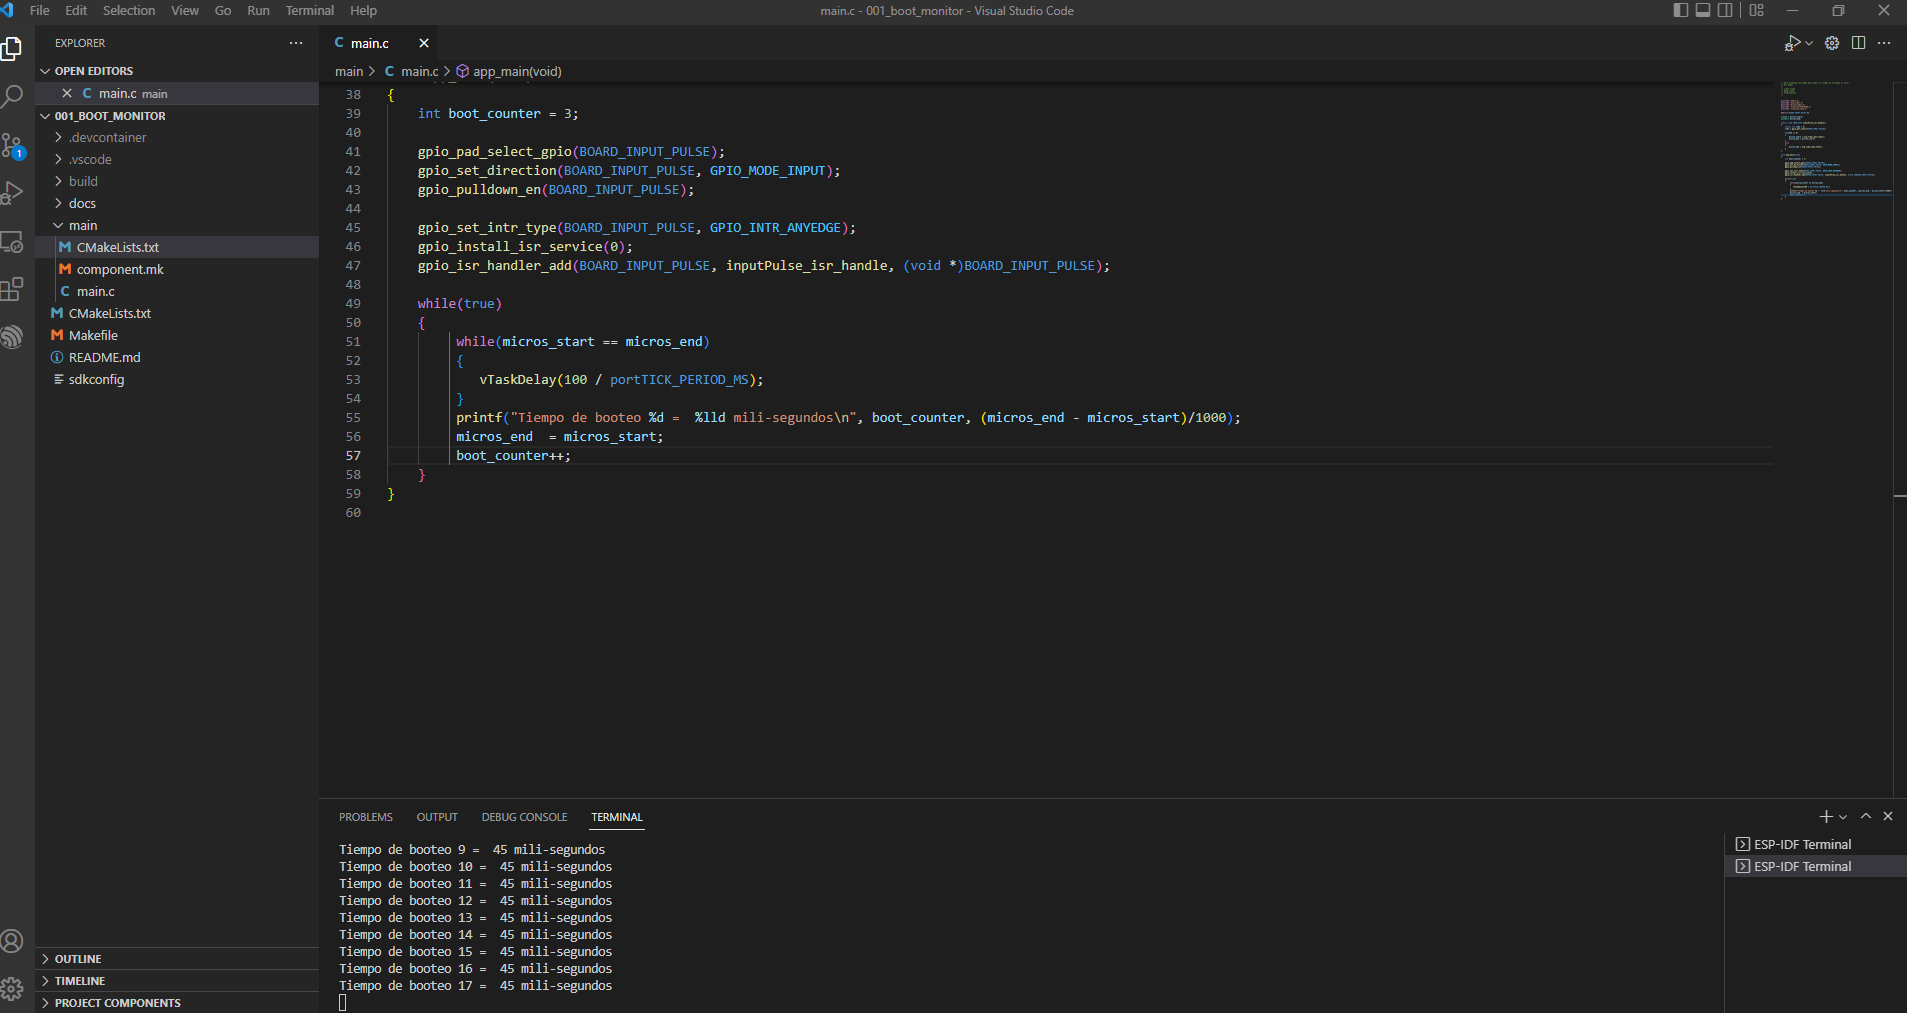 File Edit Selection View Go Run Terminal Help main.c - 001_boot_monitor - Visual Studio Code
EXPLORER
OPEN EDITORS
C main.c main
001_BOOT_MONITOR
.devcontainer
.vscode
build
docs
main
M CMakeLists.txt
M component.mk
C main.c
M CMakeLists.txt
M Makefile
README.md
sdkconfig
OUTLINE
TIMELINE
PROJECT COMPONENTS
1
C main.c
main > C main.c > app_main(void)
38 {
39 int boot_counter = 3;
40
41 gpio_pad_select_gpio(BOARD_INPUT_PULSE);
42 gpio_set_direction(BOARD_INPUT_PULSE, GPIO_MODE_INPUT);
43 gpio_pulldown_en(BOARD_INPUT_PULSE);
44
45 gpio_set_intr_type(BOARD_INPUT_PULSE, GPIO_INTR_ANYEDGE);
46 gpio_install_isr_service(0);
47 gpio_isr_handler_add(BOARD_INPUT_PULSE, inputPulse_isr_handle, (void *)BOARD_INPUT_PULSE);
48
49 while(true)
50 {
51 while(micros_start == micros_end)
52 {
53 vTaskDelay(100 / portTICK_PERIOD_MS);
54 }
55 printf("Tiempo de booteo %d =  %lld mili-segundos\n", boot_counter, (micros_end - micros_start)/1000);
56 micros_end  = micros_start;
57 boot_counter++;
58 }
59 }
60
PROBLEMS OUTPUT DEBUG CONSOLE TERMINAL
Tiempo de booteo 9 =  45 mili-segundos
Tiempo de booteo 10 =  45 mili-segundos
Tiempo de booteo 11 =  45 mili-segundos
Tiempo de booteo 12 =  45 mili-segundos
Tiempo de booteo 13 =  45 mili-segundos
Tiempo de booteo 14 =  45 mili-segundos
Tiempo de booteo 15 =  45 mili-segundos
Tiempo de booteo 16 =  45 mili-segundos
Tiempo de booteo 17 =  45 mili-segundos
ESP-IDF Terminal
ESP-IDF Terminal